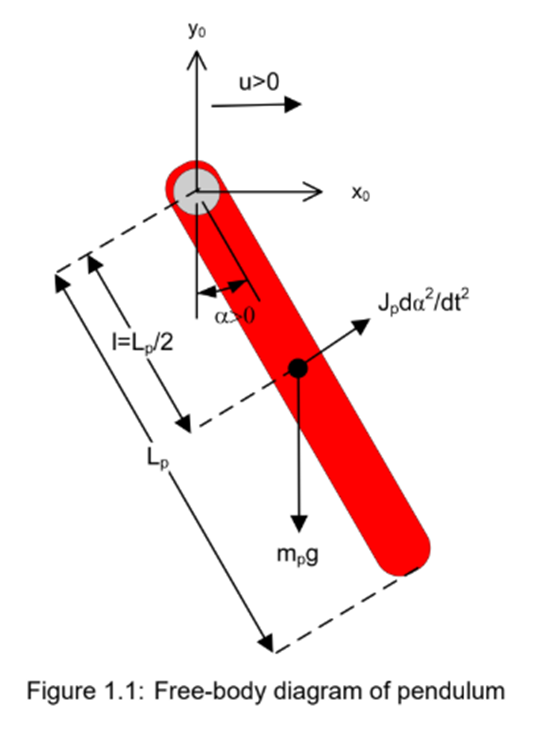 y₀
u>0
x₀
Jₚdα²/dt²
α>0
l=Lₚ/2
Lₚ
mₚg
Figure 1.1: Free-body diagram of pendulum